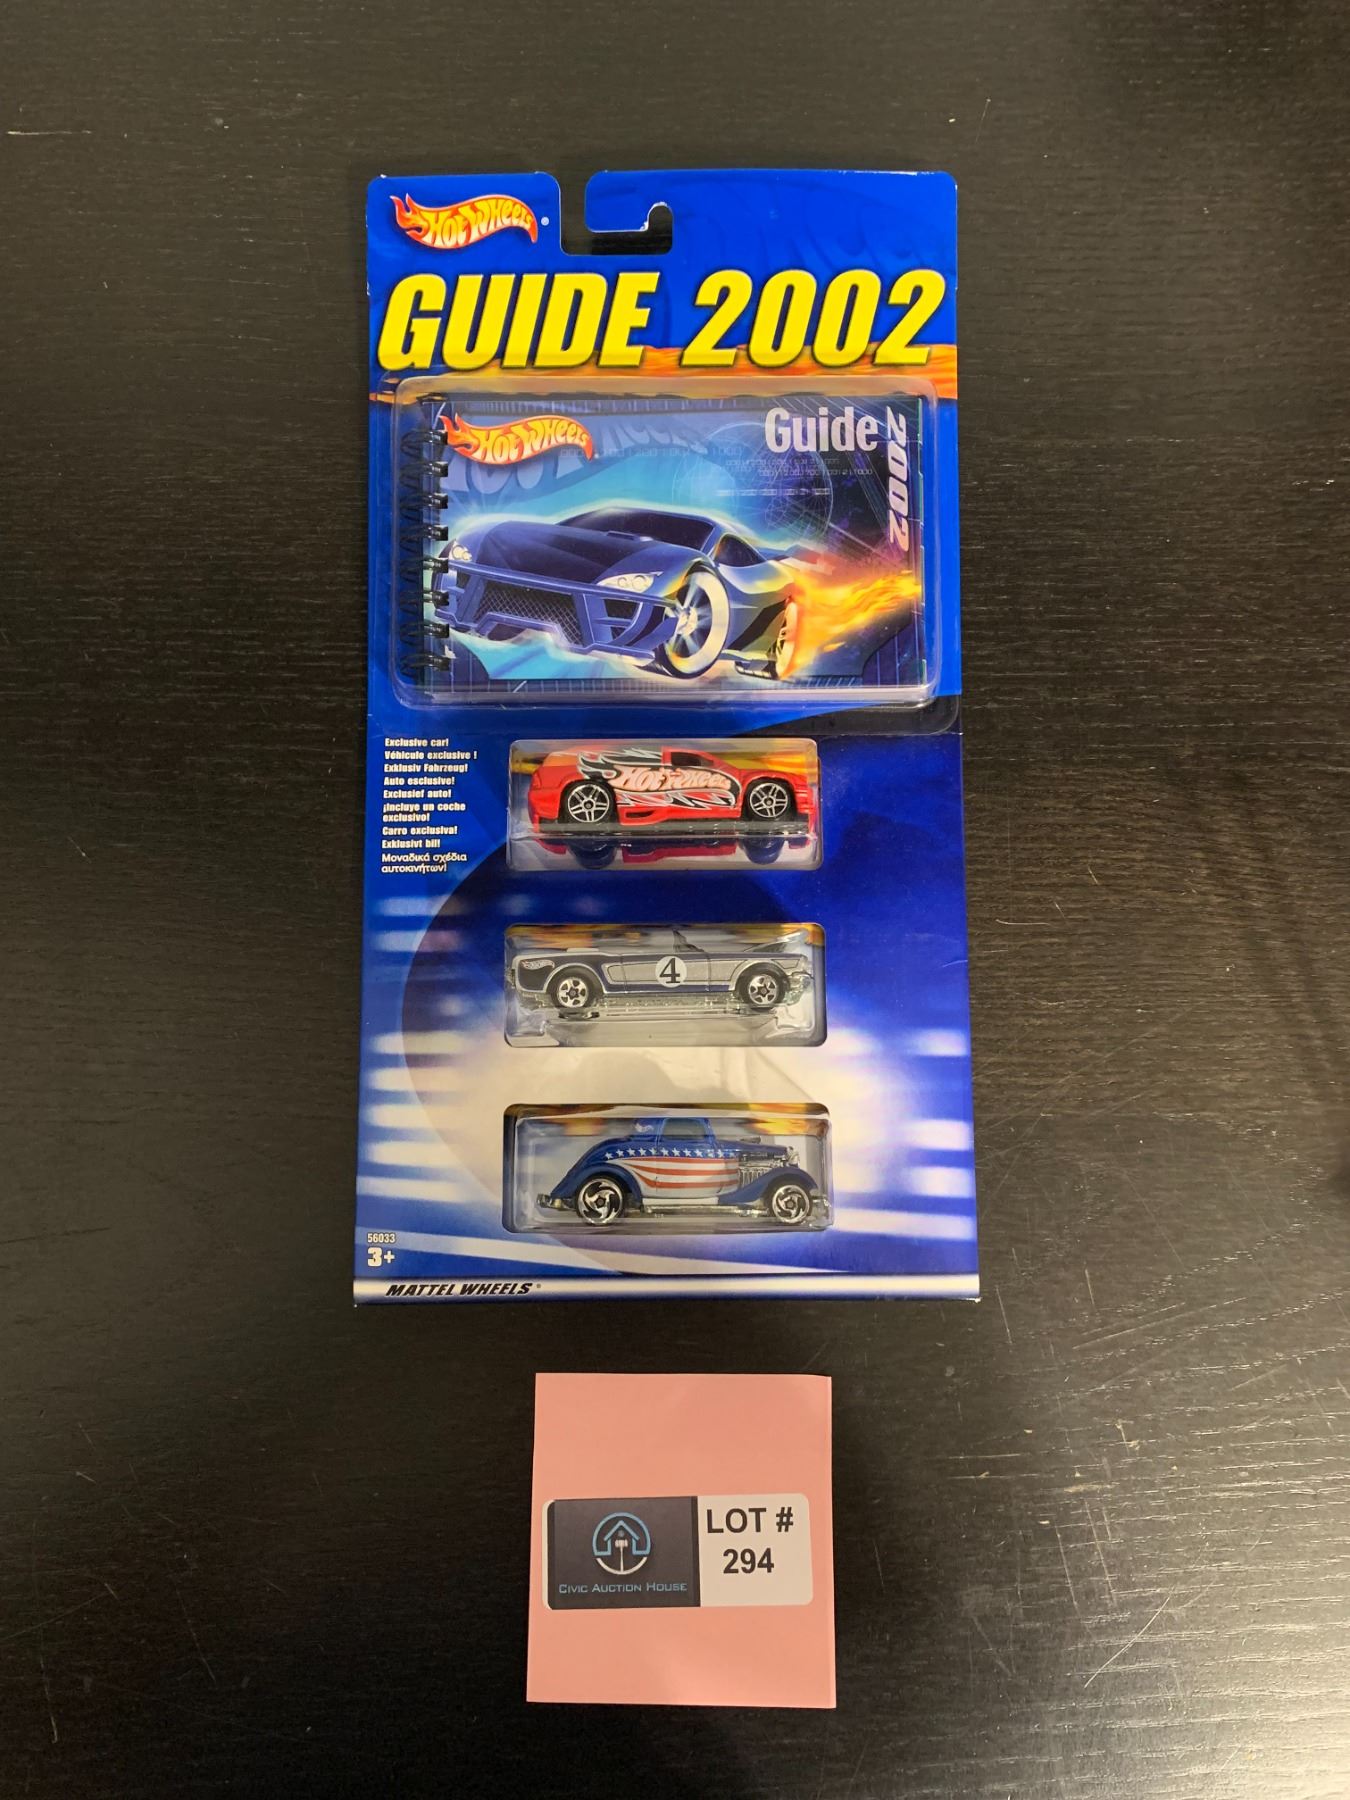 HOT WHEELS®
GUIDE 2002
HOT WHEELS
Guide
2002
Exclusive car!
Véhicule exclusive !
Exklusiv Fahrzeug!
Auto esclusive!
Exclusief auto!
¡Incluye un coche
exclusivo!
Carro exclusiva!
Exklusivt bil!
Μοναδικά σχέδια
αυτοκινήτων!
HOT WHEELS
4
56033
3+
MATTEL WHEELS®
LOT #
294
CIVIC AUCTION HOUSE